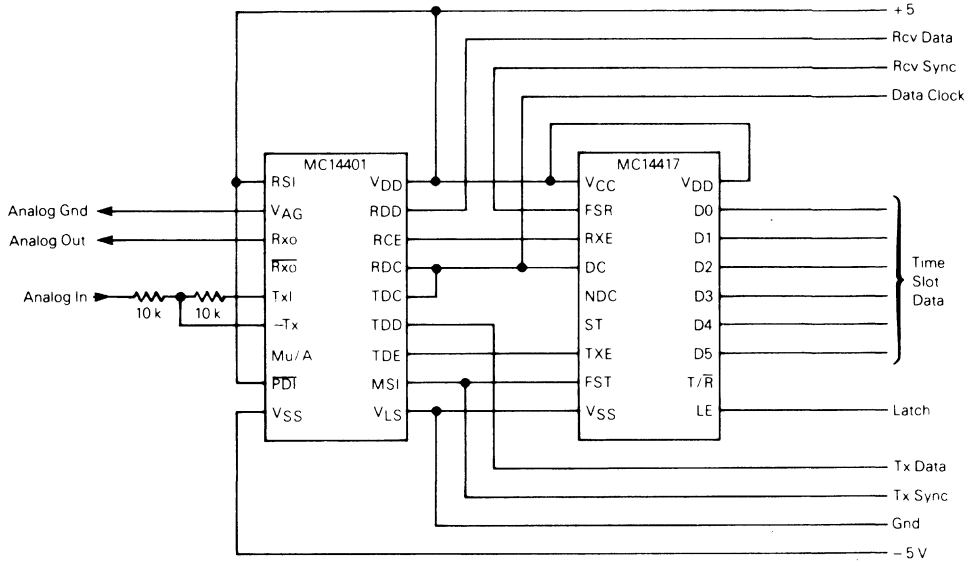 +5
Rcv Data
Rcv Sync
Data Clock
MC14401
RSI
VAG
Rxo
Rxo
TxI
–Tx
Mu/A
PDI
VSS
VDD
RDD
RCE
RDC
TDC
TDD
TDE
MSI
VLS
Analog Gnd
Analog Out
Analog In
10 k
10 k
MC14417
VCC
FSR
RXE
DC
NDC
ST
TXE
FST
VSS
VDD
D0
D1
D2
D3
D4
D5
T/R
LE
Time
Slot
Data
Latch
Tx Data
Tx Sync
Gnd
–5 V